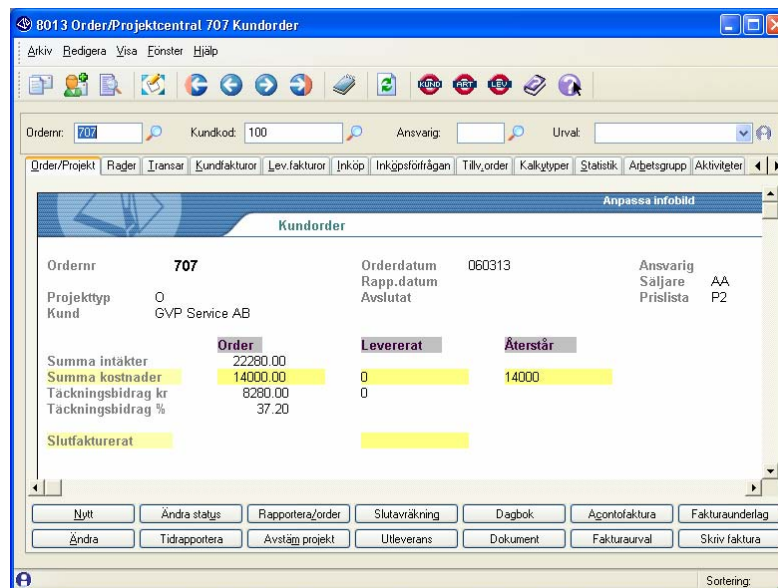 8013 Order/Projektcentral 707 Kundorder
Arkiv Redigera Visa Fönster Hjälp
KUND ART LEV
Ordernr: 707 Kundkod: 100 Ansvarig: Urval:
Order/Projekt Rader Transar Kundfakturor Lev.fakturor Inköp Inköpsförfrågan Tillv.order Kalkytyper Statistik Arbetsgrupp Aktiviteter
Anpassa infobild
Kundorder
Ordernr 707 Orderdatum 060313 Ansvarig
Rapp.datum Säljare AA
Projekttyp O Avslutat Prislista P2
Kund GVP Service AB
Order Levererat Återstår
Summa intäkter 22280.00
Summa kostnader 14000.00 0 14000
Täckningsbidrag kr 8280.00 0
Täckningsbidrag % 37.20
Slutfakturerat
Nytt Ändra status Rapportera/order Slutavräkning Dagbok Acontofaktura Fakturaunderlag
Ändra Tidrapportera Avstäm projekt Utleverans Dokument Fakturaurval Skriv faktura
Sortering: